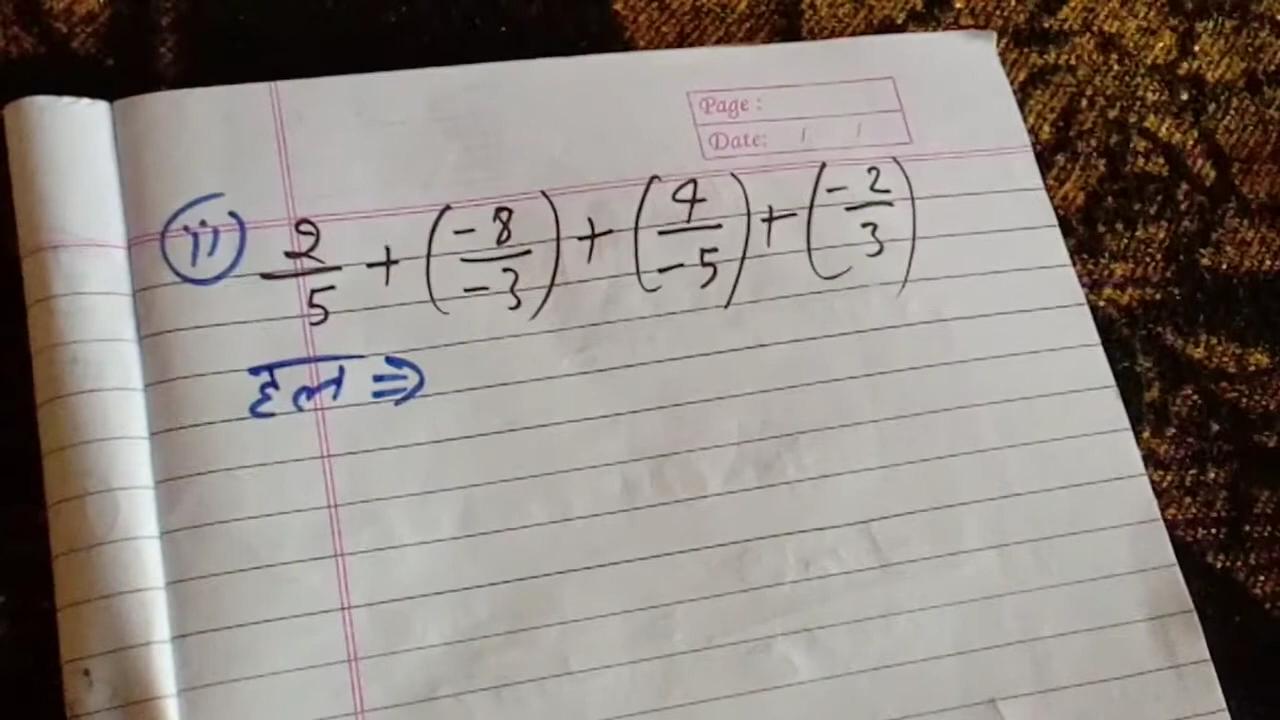 Page :
Date: / /
ii) 2/5 + (-8/-3) + (4/-5) + (-2/3)
हल ⇒